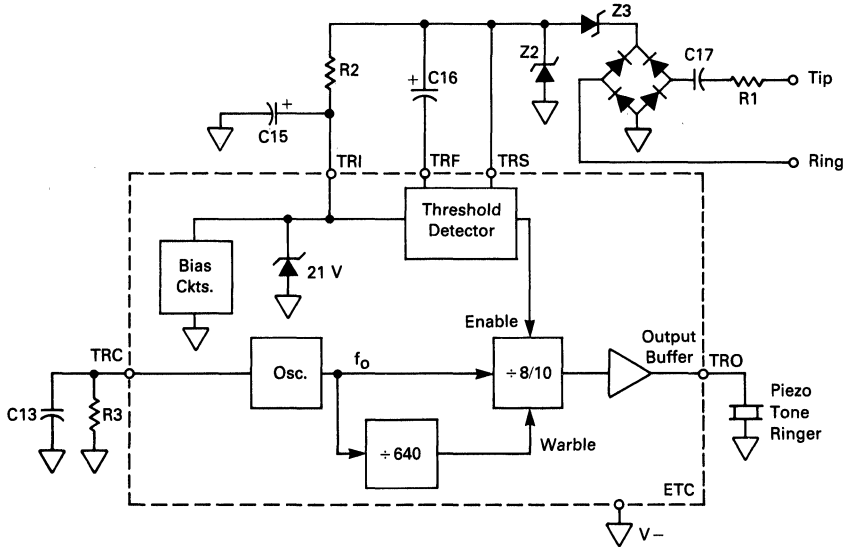 Z3
Z2
C17
R2
+
C16
R1
Tip
+
C15
Ring
TRI
TRF
TRS
Threshold
Detector
Bias
Ckts.
21 V
Enable
Output
Buffer
TRC
Osc.
fo
÷8/10
TRO
C13
R3
Piezo
Tone
Ringer
÷640
Warble
ETC
V–